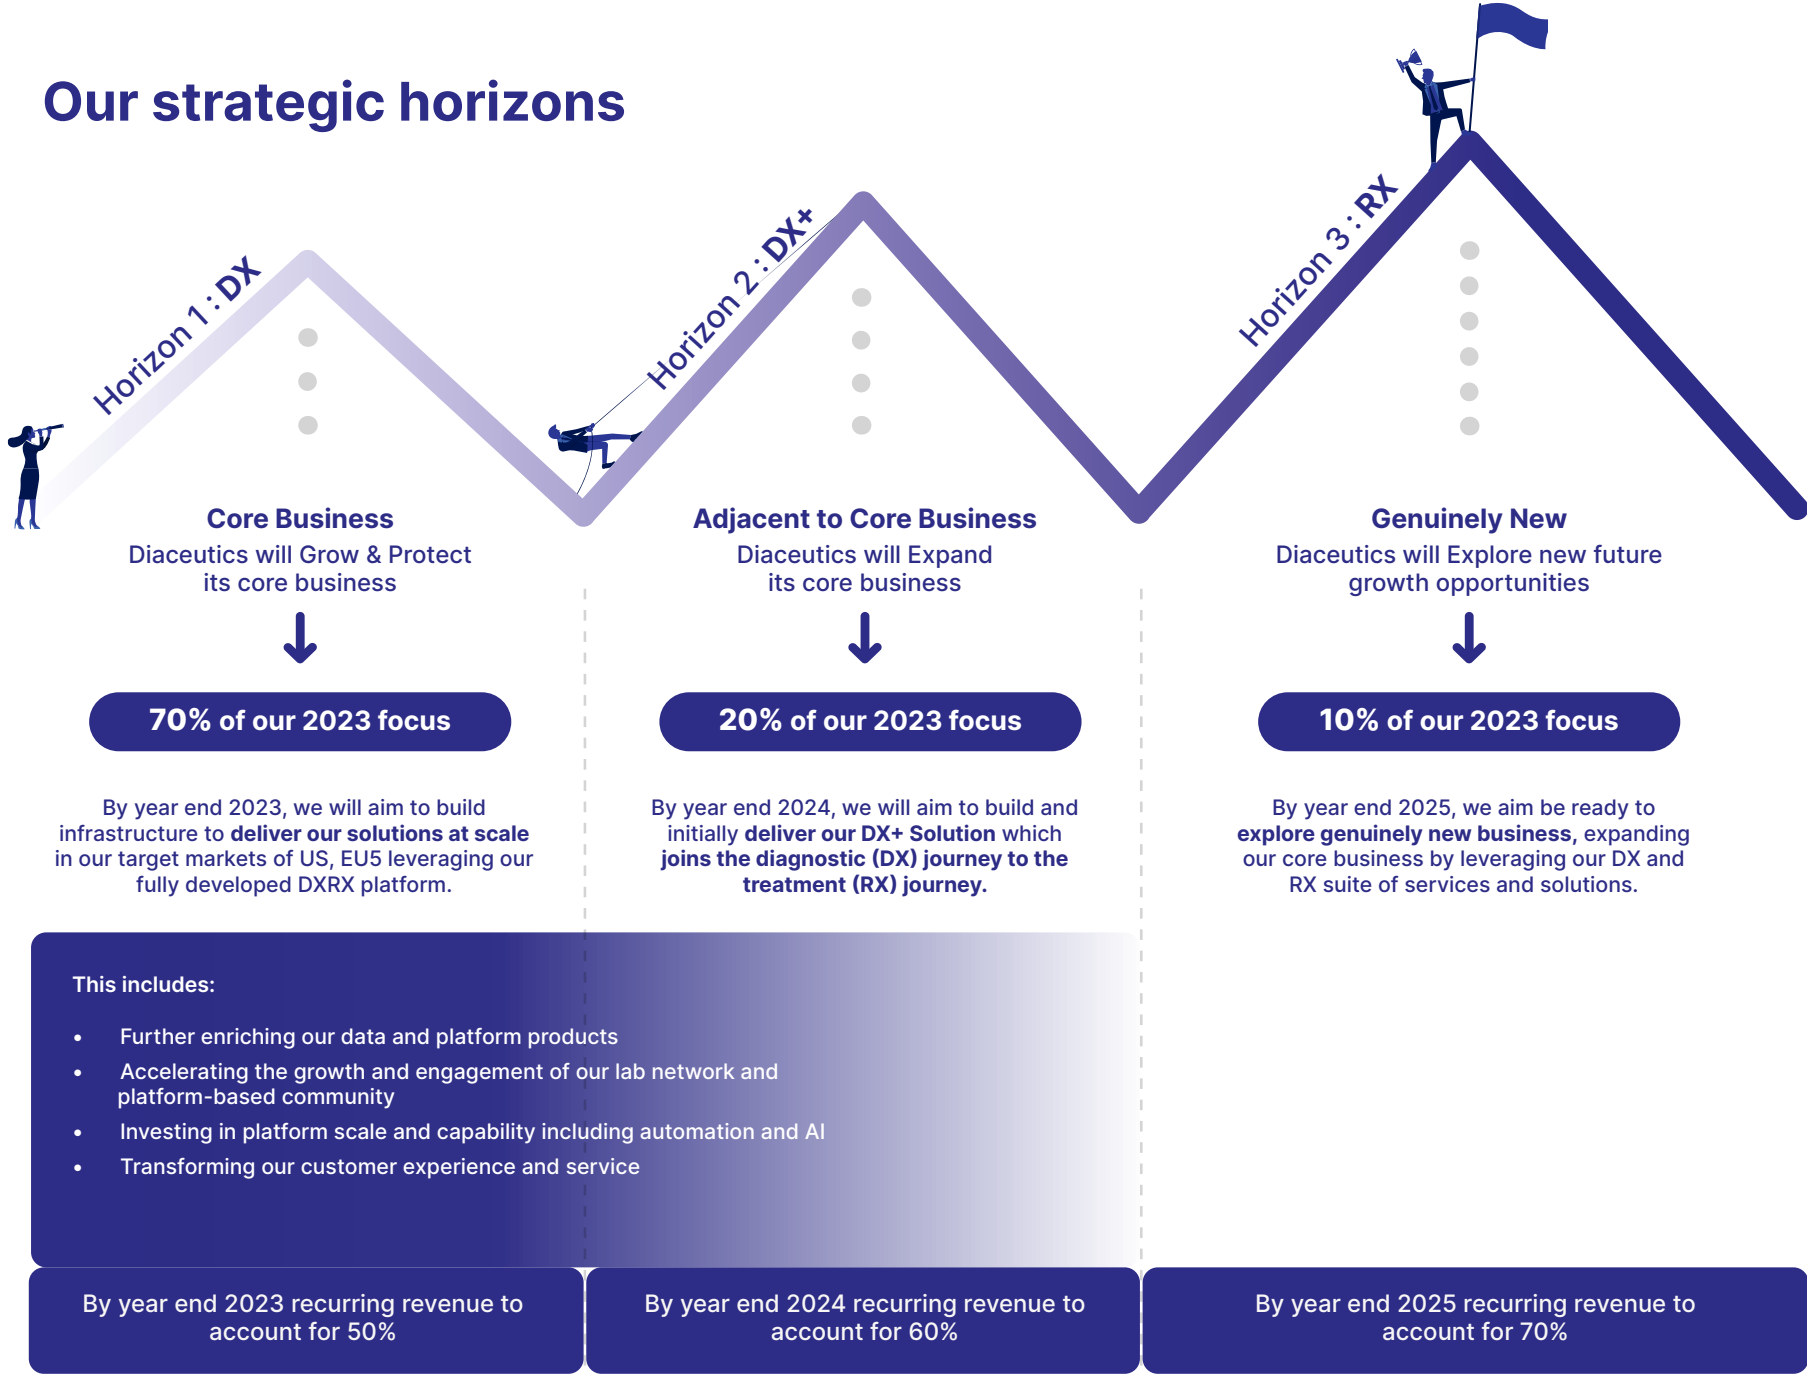 Our strategic horizons
Horizon 1 : DX
Horizon 2 : DX+
Horizon 3 : RX
Core Business
Diaceutics will Grow & Protect
its core business
70% of our 2023 focus
By year end 2023, we will aim to build
infrastructure to deliver our solutions at scale
in our target markets of US, EU5 leveraging our
fully developed DXRX platform.
Adjacent to Core Business
Diaceutics will Expand
its core business
20% of our 2023 focus
By year end 2024, we will aim to build and
initially deliver our DX+ Solution which
joins the diagnostic (DX) journey to the
treatment (RX) journey.
Genuinely New
Diaceutics will Explore new future
growth opportunities
10% of our 2023 focus
By year end 2025, we aim be ready to
explore genuinely new business, expanding
our core business by leveraging our DX and
RX suite of services and solutions.
This includes:
• Further enriching our data and platform products
• Accelerating the growth and engagement of our lab network and
platform-based community
• Investing in platform scale and capability including automation and AI
• Transforming our customer experience and service
By year end 2023 recurring revenue to
account for 50%
By year end 2024 recurring revenue to
account for 60%
By year end 2025 recurring revenue to
account for 70%